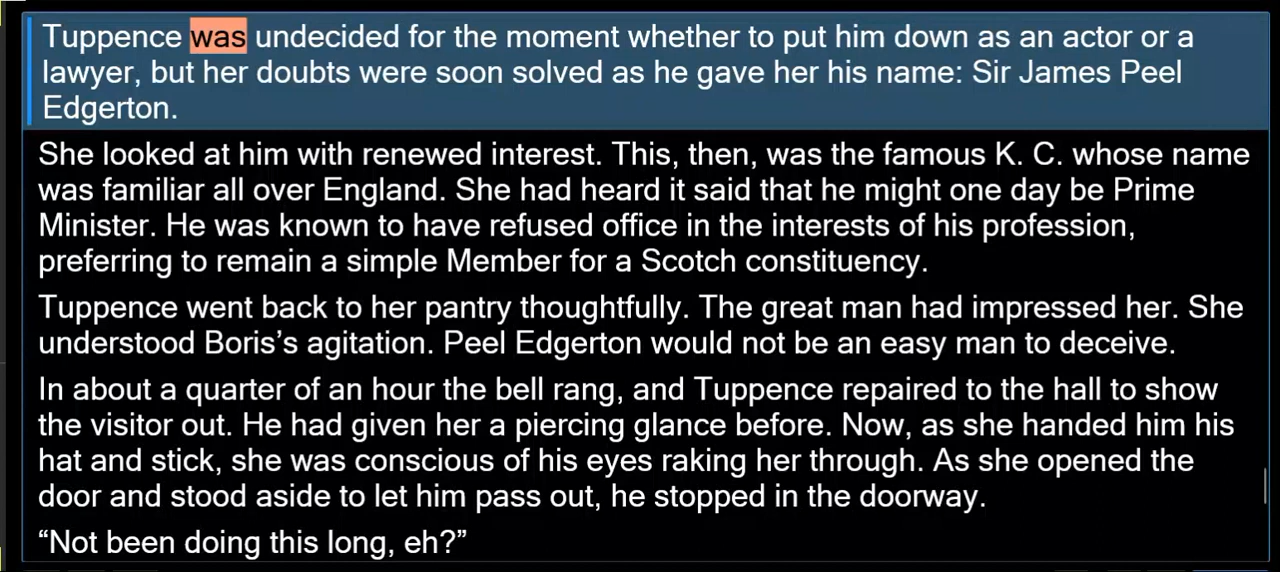 Tuppence was undecided for the moment whether to put him down as an actor or a
lawyer, but her doubts were soon solved as he gave her his name: Sir James Peel
Edgerton.
She looked at him with renewed interest. This, then, was the famous K. C. whose name
was familiar all over England. She had heard it said that he might one day be Prime
Minister. He was known to have refused office in the interests of his profession,
preferring to remain a simple Member for a Scotch constituency.
Tuppence went back to her pantry thoughtfully. The great man had impressed her. She
understood Boris’s agitation. Peel Edgerton would not be an easy man to deceive.
In about a quarter of an hour the bell rang, and Tuppence repaired to the hall to show
the visitor out. He had given her a piercing glance before. Now, as she handed him his
hat and stick, she was conscious of his eyes raking her through. As she opened the
door and stood aside to let him pass out, he stopped in the doorway.
“Not been doing this long, eh?”